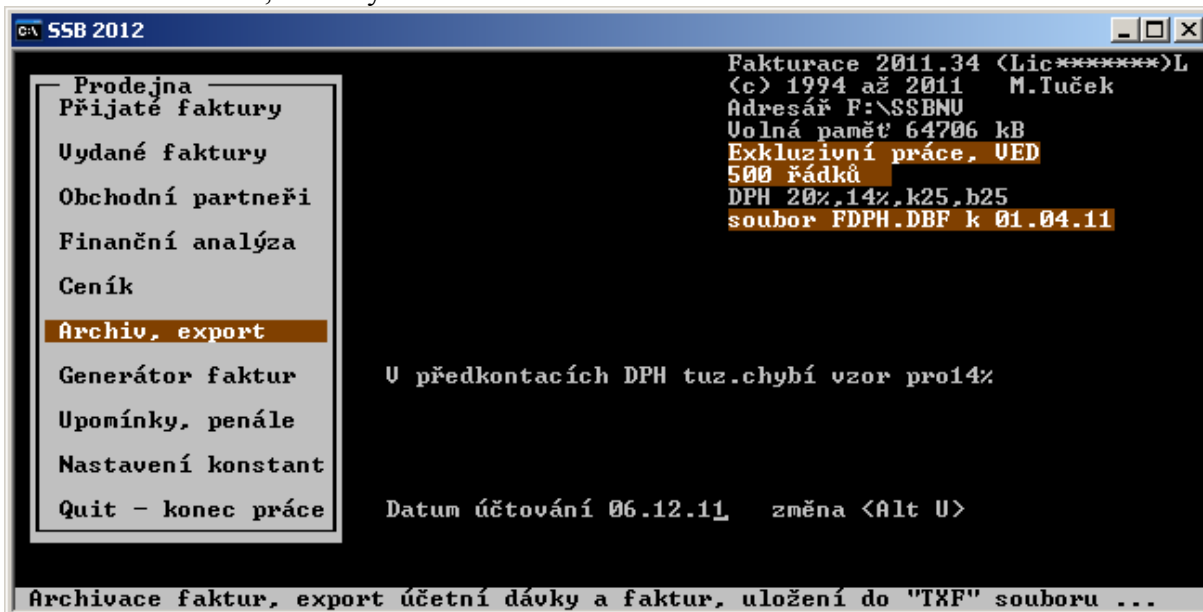 SSB 2012
Fakturace 2011.34 (Lic*******)L
(c) 1994 až 2011 M.Tuček
Adresář F:\SSBNV
Volná paměť 64706 kB
Exkluzivní práce, VED
500 řádků
DPH 20%,14%,k25,b25
soubor FDPH.DBF k 01.04.11
Prodejna
Přijaté faktury
Vydané faktury
Obchodní partneři
Finanční analýza
Ceník
Archiv, export
Generátor faktur
V předkontacích DPH tuz.chybí vzor pro14%
Upomínky, penále
Nastavení konstant
Quit - konec práce
Datum účtování 06.12.11 změna <Alt U>
Archivace faktur, export účetní dávky a faktur, uložení do "TXF" souboru ...